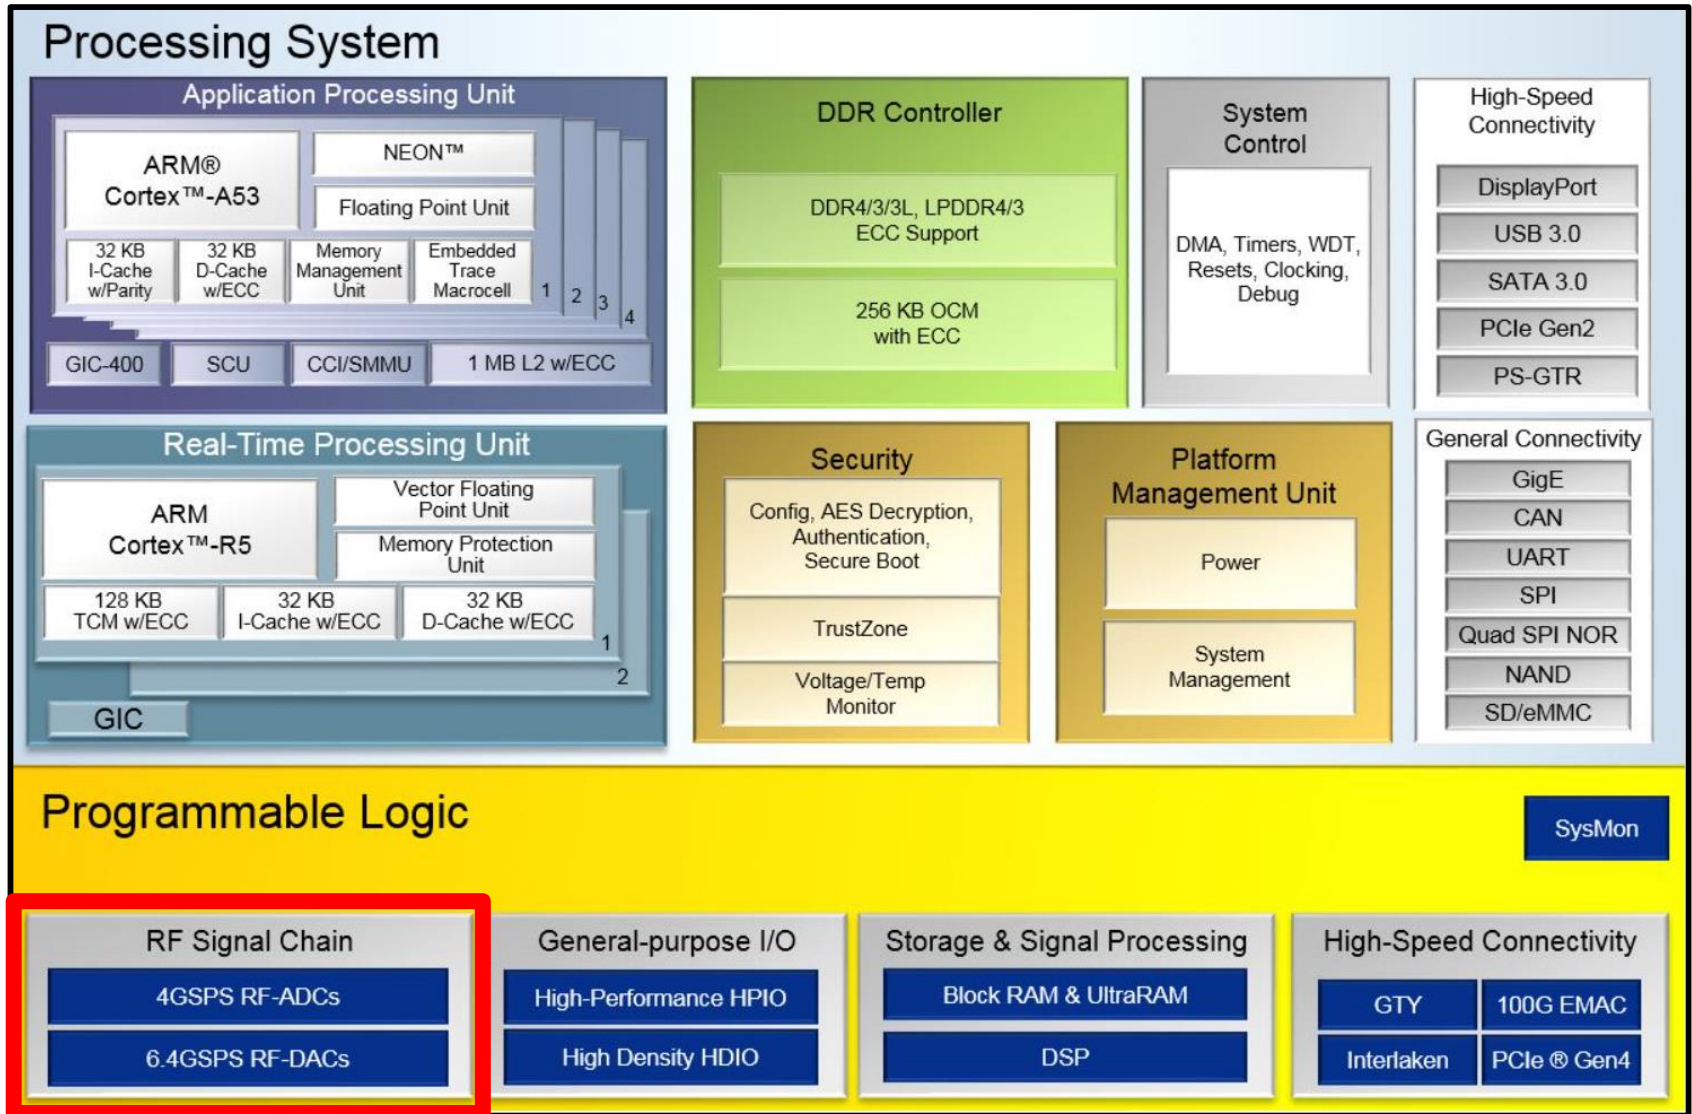 Processing System
Application Processing Unit
ARM®
Cortex™-A53
NEON™
Floating Point Unit
32 KB
I-Cache
w/Parity
32 KB
D-Cache
w/ECC
Memory
Management
Unit
Embedded
Trace
Macrocell
1
2
3
4
GIC-400
SCU
CCI/SMMU
1 MB L2 w/ECC
DDR Controller
DDR4/3/3L, LPDDR4/3
ECC Support
256 KB OCM
with ECC
System
Control
DMA, Timers, WDT,
Resets, Clocking,
Debug
High-Speed
Connectivity
DisplayPort
USB 3.0
SATA 3.0
PCIe Gen2
PS-GTR
Real-Time Processing Unit
ARM
Cortex™-R5
Vector Floating
Point Unit
Memory Protection
Unit
128 KB
TCM w/ECC
32 KB
I-Cache w/ECC
32 KB
D-Cache w/ECC
1
2
GIC
Security
Config, AES Decryption,
Authentication,
Secure Boot
TrustZone
Voltage/Temp
Monitor
Platform
Management Unit
Power
System
Management
General Connectivity
GigE
CAN
UART
SPI
Quad SPI NOR
NAND
SD/eMMC
Programmable Logic
SysMon
RF Signal Chain
4GSPS RF-ADCs
6.4GSPS RF-DACs
General-purpose I/O
High-Performance HPIO
High Density HDIO
Storage & Signal Processing
Block RAM & UltraRAM
DSP
High-Speed Connectivity
GTY
100G EMAC
Interlaken
PCIe ® Gen4